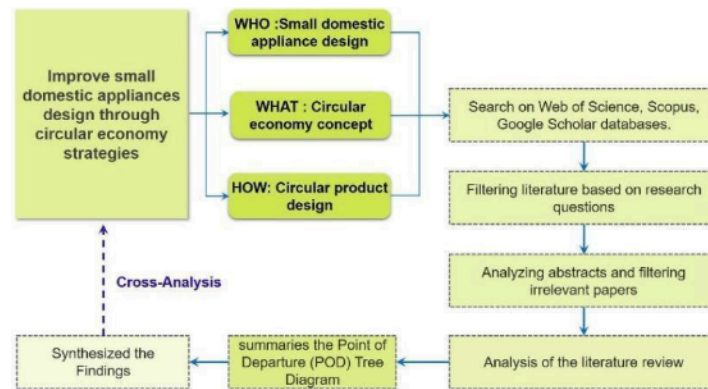 Improve small
domestic appliances
design through
circular economy
strategies
WHO :Small domestic
appliance design
WHAT : Circular
economy concept
HOW: Circular product
design
Search on Web of Science, Scopus,
Google Scholar databases.
Filtering literature based on research
questions
Analyzing abstracts and filtering
irrelevant papers
Analysis of the literature review
summaries the Point of
Departure (POD) Tree
Diagram
Synthesized the
Findings
Cross-Analysis